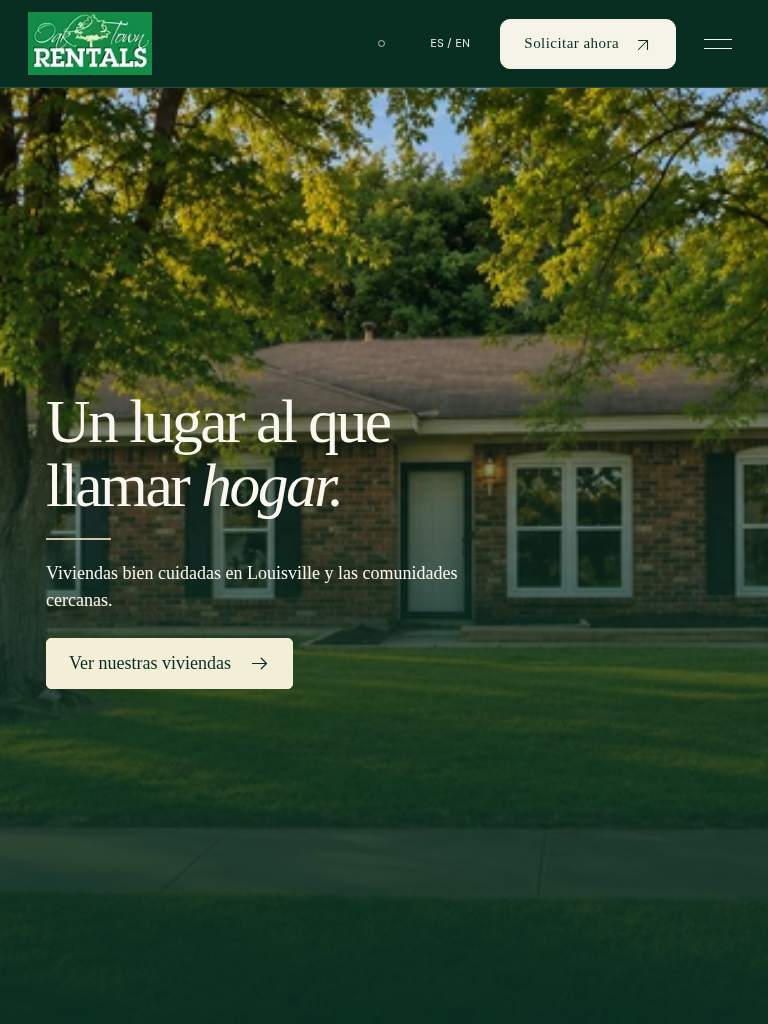 Oak Town
RENTALS
ES / EN
Solicitar ahora
Un lugar al que
llamar hogar.
Viviendas bien cuidadas en Louisville y las comunidades
cercanas.
Ver nuestras viviendas